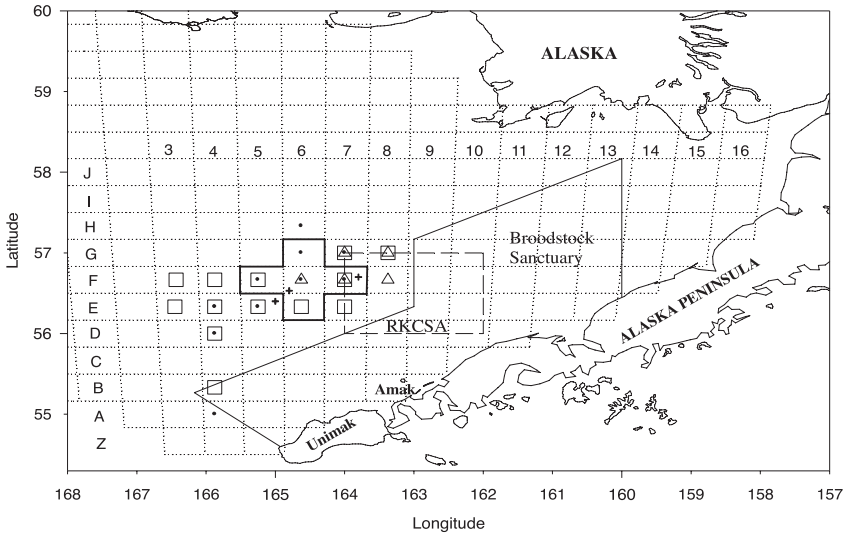 60
59
58
57
56
55
Latitude
ALASKA
3 4 5 6 7 8 9 10 11 12 13 14 15 16
J
I
H
G
F
E
D
C
B
A
Z
Broodstock
Sanctuary
RKCSA
ALASKA PENINSULA
Amak
Unimak
168 167 166 165 164 163 162 161 160 159 158 157
Longitude